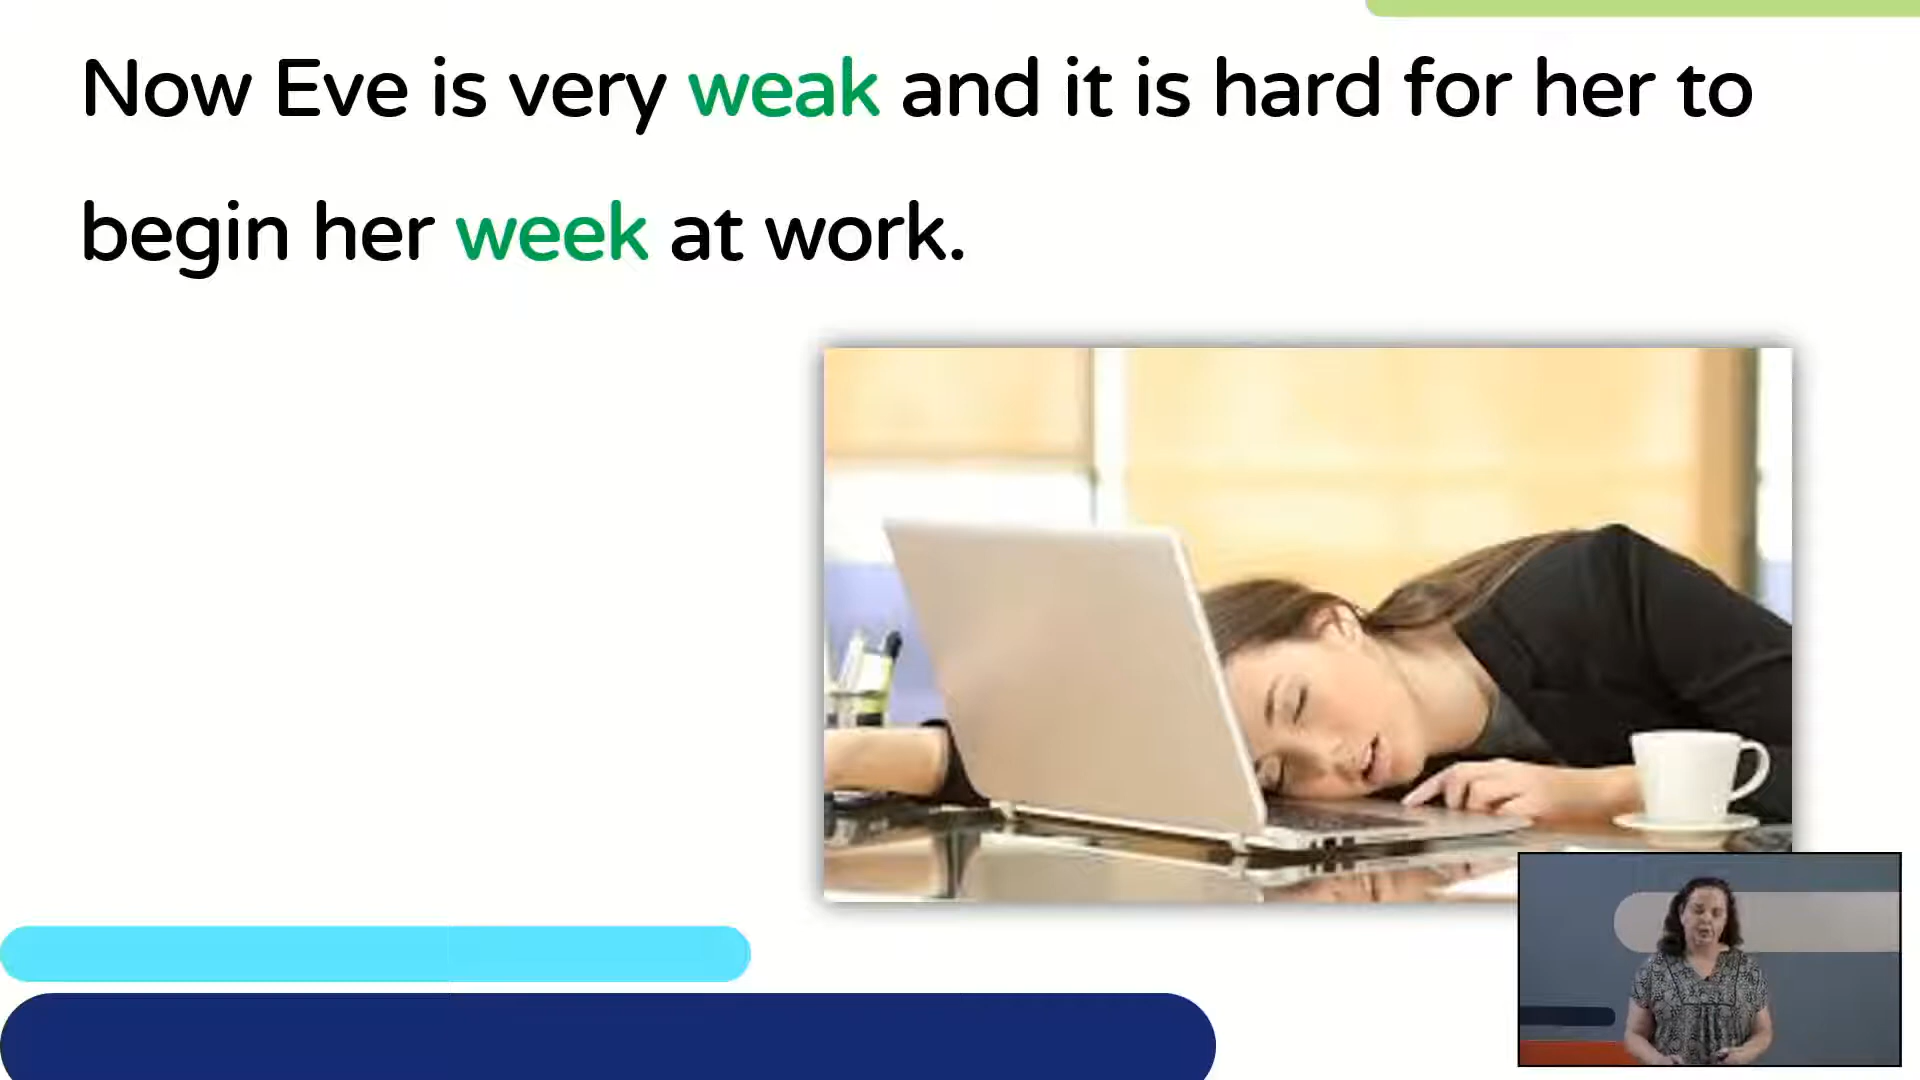 Now Eve is very weak and it is hard for her to
begin her week at work.